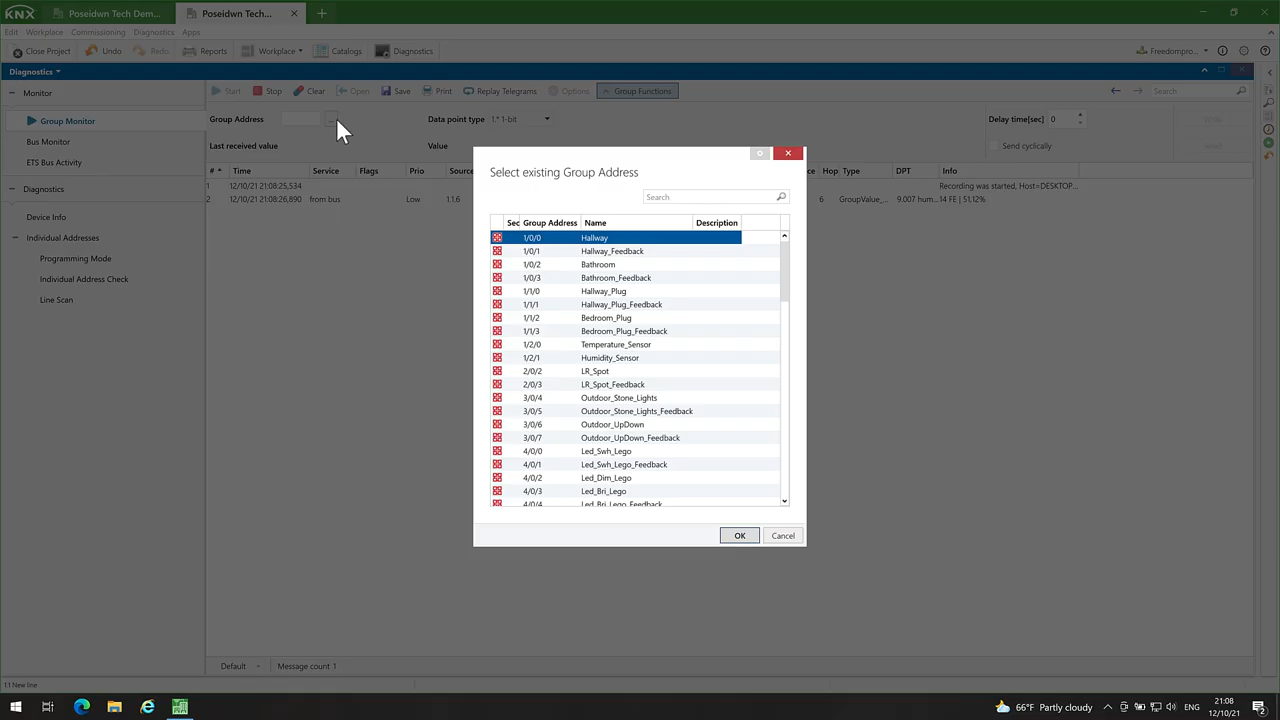 KNX Poseidwn Tech Dem... Poseidwn Tech...
Edit Workplace Commissioning Diagnostics Apps
Close Project Undo Redo Reports Workplace Catalogs Diagnostics Freedompro...
Diagnostics
Monitor
Group Monitor
Bus Monitor
ETS Bus Activity
Diagnostics
Device Info
Individual Addresses
Programming Mode
Individual Address Check
Line Scan
Start Stop Clear Open Save Print Replay Telegrams Options Group Functions Search
Group Address ... Data point type 1.* 1-bit Delay time[sec] 0 Write
Last received value Value Send cyclically Read
# Time Service Flags Prio Source Hop Type DPT Info
1 12/10/21 21:08:25,534 Recording was started, Host=DESKTOP...
2 12/10/21 21:08:26,890 from bus Low 1.1.6 6 GroupValue_... 9.007 hum... 14 FE | 51,12%
Select existing Group Address
Search
Sec Group Address Name Description
1/0/0 Hallway
1/0/1 Hallway_Feedback
1/0/2 Bathroom
1/0/3 Bathroom_Feedback
1/1/0 Hallway_Plug
1/1/1 Hallway_Plug_Feedback
1/1/2 Bedroom_Plug
1/1/3 Bedroom_Plug_Feedback
1/2/0 Temperature_Sensor
1/2/1 Humidity_Sensor
2/0/2 LR_Spot
2/0/3 LR_Spot_Feedback
3/0/4 Outdoor_Stone_Lights
3/0/5 Outdoor_Stone_Lights_Feedback
3/0/6 Outdoor_UpDown
3/0/7 Outdoor_UpDown_Feedback
4/0/0 Led_Swh_Lego
4/0/1 Led_Swh_Lego_Feedback
4/0/2 Led_Dim_Lego
4/0/3 Led_Bri_Lego
4/0/4 Led_Bri_Lego_Feedback
OK Cancel
Default Message count 1
1.1 New line
66°F Partly cloudy ENG 21:08
12/10/21